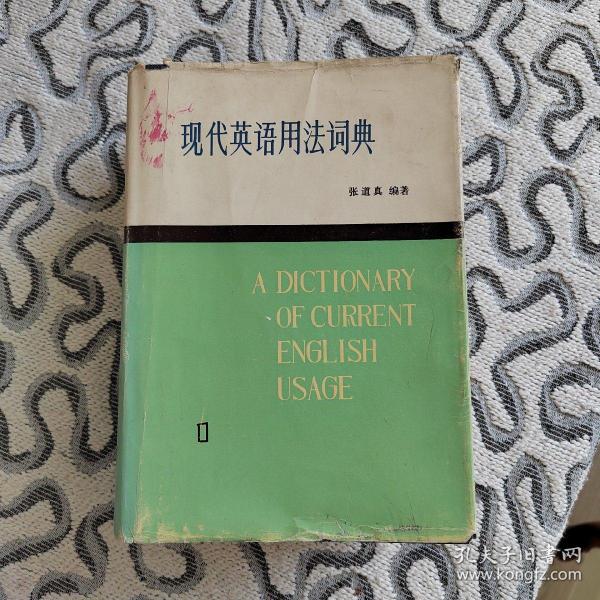 现代英语用法词典
张道真 编著
A DICTIONARY
OF CURRENT
ENGLISH
USAGE
孔夫子旧书网
www.kongfz.com